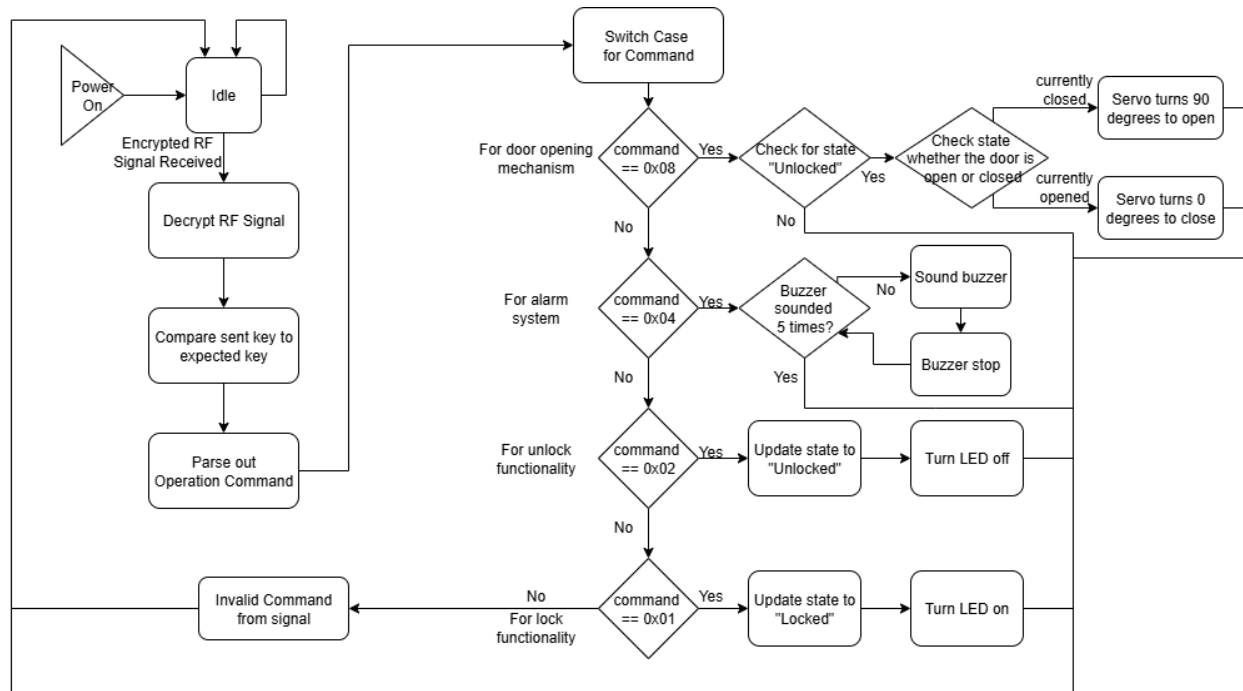 Power
On
Idle
Encrypted RF
Signal Received
Decrypt RF Signal
Compare sent key to
expected key
Parse out
Operation Command
Switch Case
for Command
For door opening
mechanism
command
== 0x08
Yes
Check for state
"Unlocked"
Yes
Check state
whether the door is
open or closed
currently
closed
Servo turns 90
degrees to open
currently
opened
Servo turns 0
degrees to close
No
No
For alarm
system
command
== 0x04
Yes
Buzzer
sounded
5 times?
No
Sound buzzer
Buzzer stop
Yes
No
For unlock
functionality
command
== 0x02
Yes
Update state to
"Unlocked"
Turn LED off
No
For lock
functionality
command
== 0x01
Yes
Update state to
"Locked"
Turn LED on
No
Invalid Command
from signal